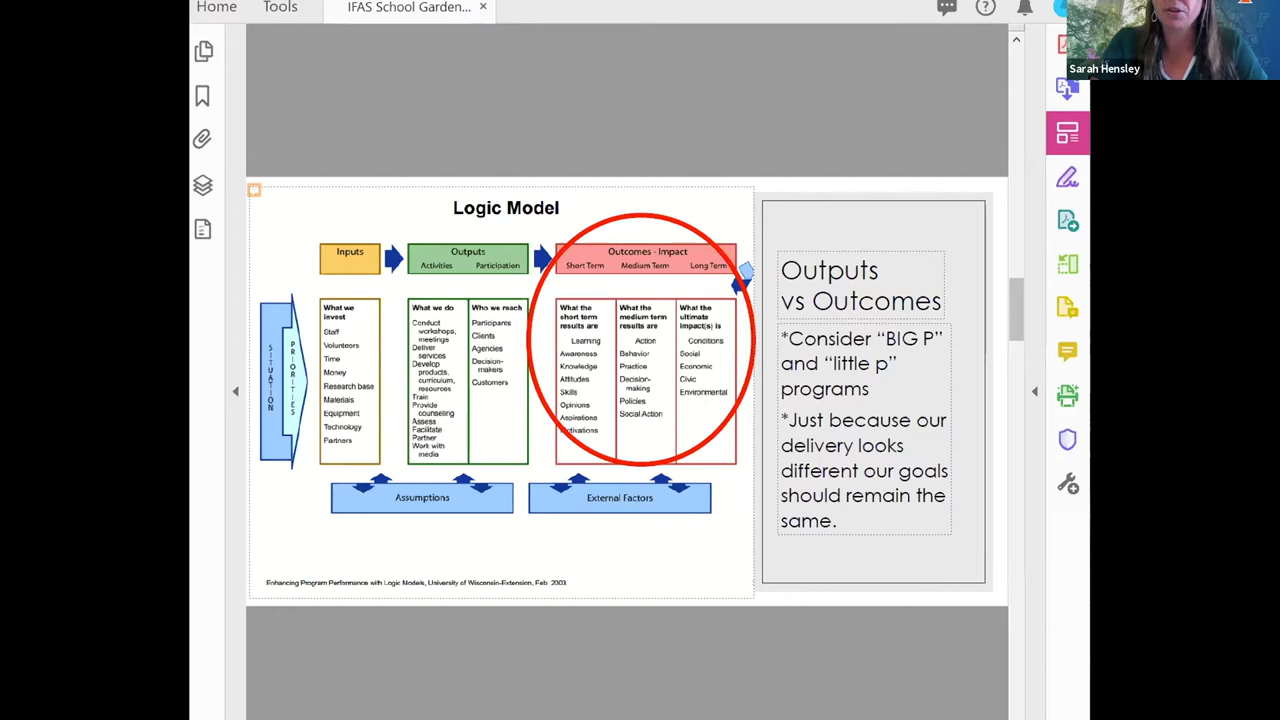 Home
Tools
IFAS School Garden...
Sarah Hensley
Logic Model
Inputs
Outputs
Activities
Participation
Outcomes - Impact
Short Term
Medium Term
Long Term
SITUATION
PRIORITIES
What we
invest
Staff
Volunteers
Time
Money
Research base
Materials
Equipment
Technology
Partners
What we do
Conduct
workshops,
meetings
Deliver
services
Develop
products,
curriculum,
resources
Train
Provide
counseling
Assess
Facilitate
Partner
Work with
media
Who we reach
Participants
Clients
Agencies
Decision-
makers
Customers
What the
short term
results are
Learning
Awareness
Knowledge
Attitudes
Skills
Opinions
Aspirations
What the
medium term
results are
Action
Behavior
Practice
Decision-
making
Policies
Social Action
What the
ultimate
impact(s) is
Conditions
Social
Economic
Civic
Environmental
Assumptions
External Factors
Enhancing Program Performance with Logic Models, University of Wisconsin-Extension, Feb. 2003
Outputs
vs Outcomes
*Consider “BIG P”
and “little p”
programs
*Just because our
delivery looks
different our goals
should remain the
same.